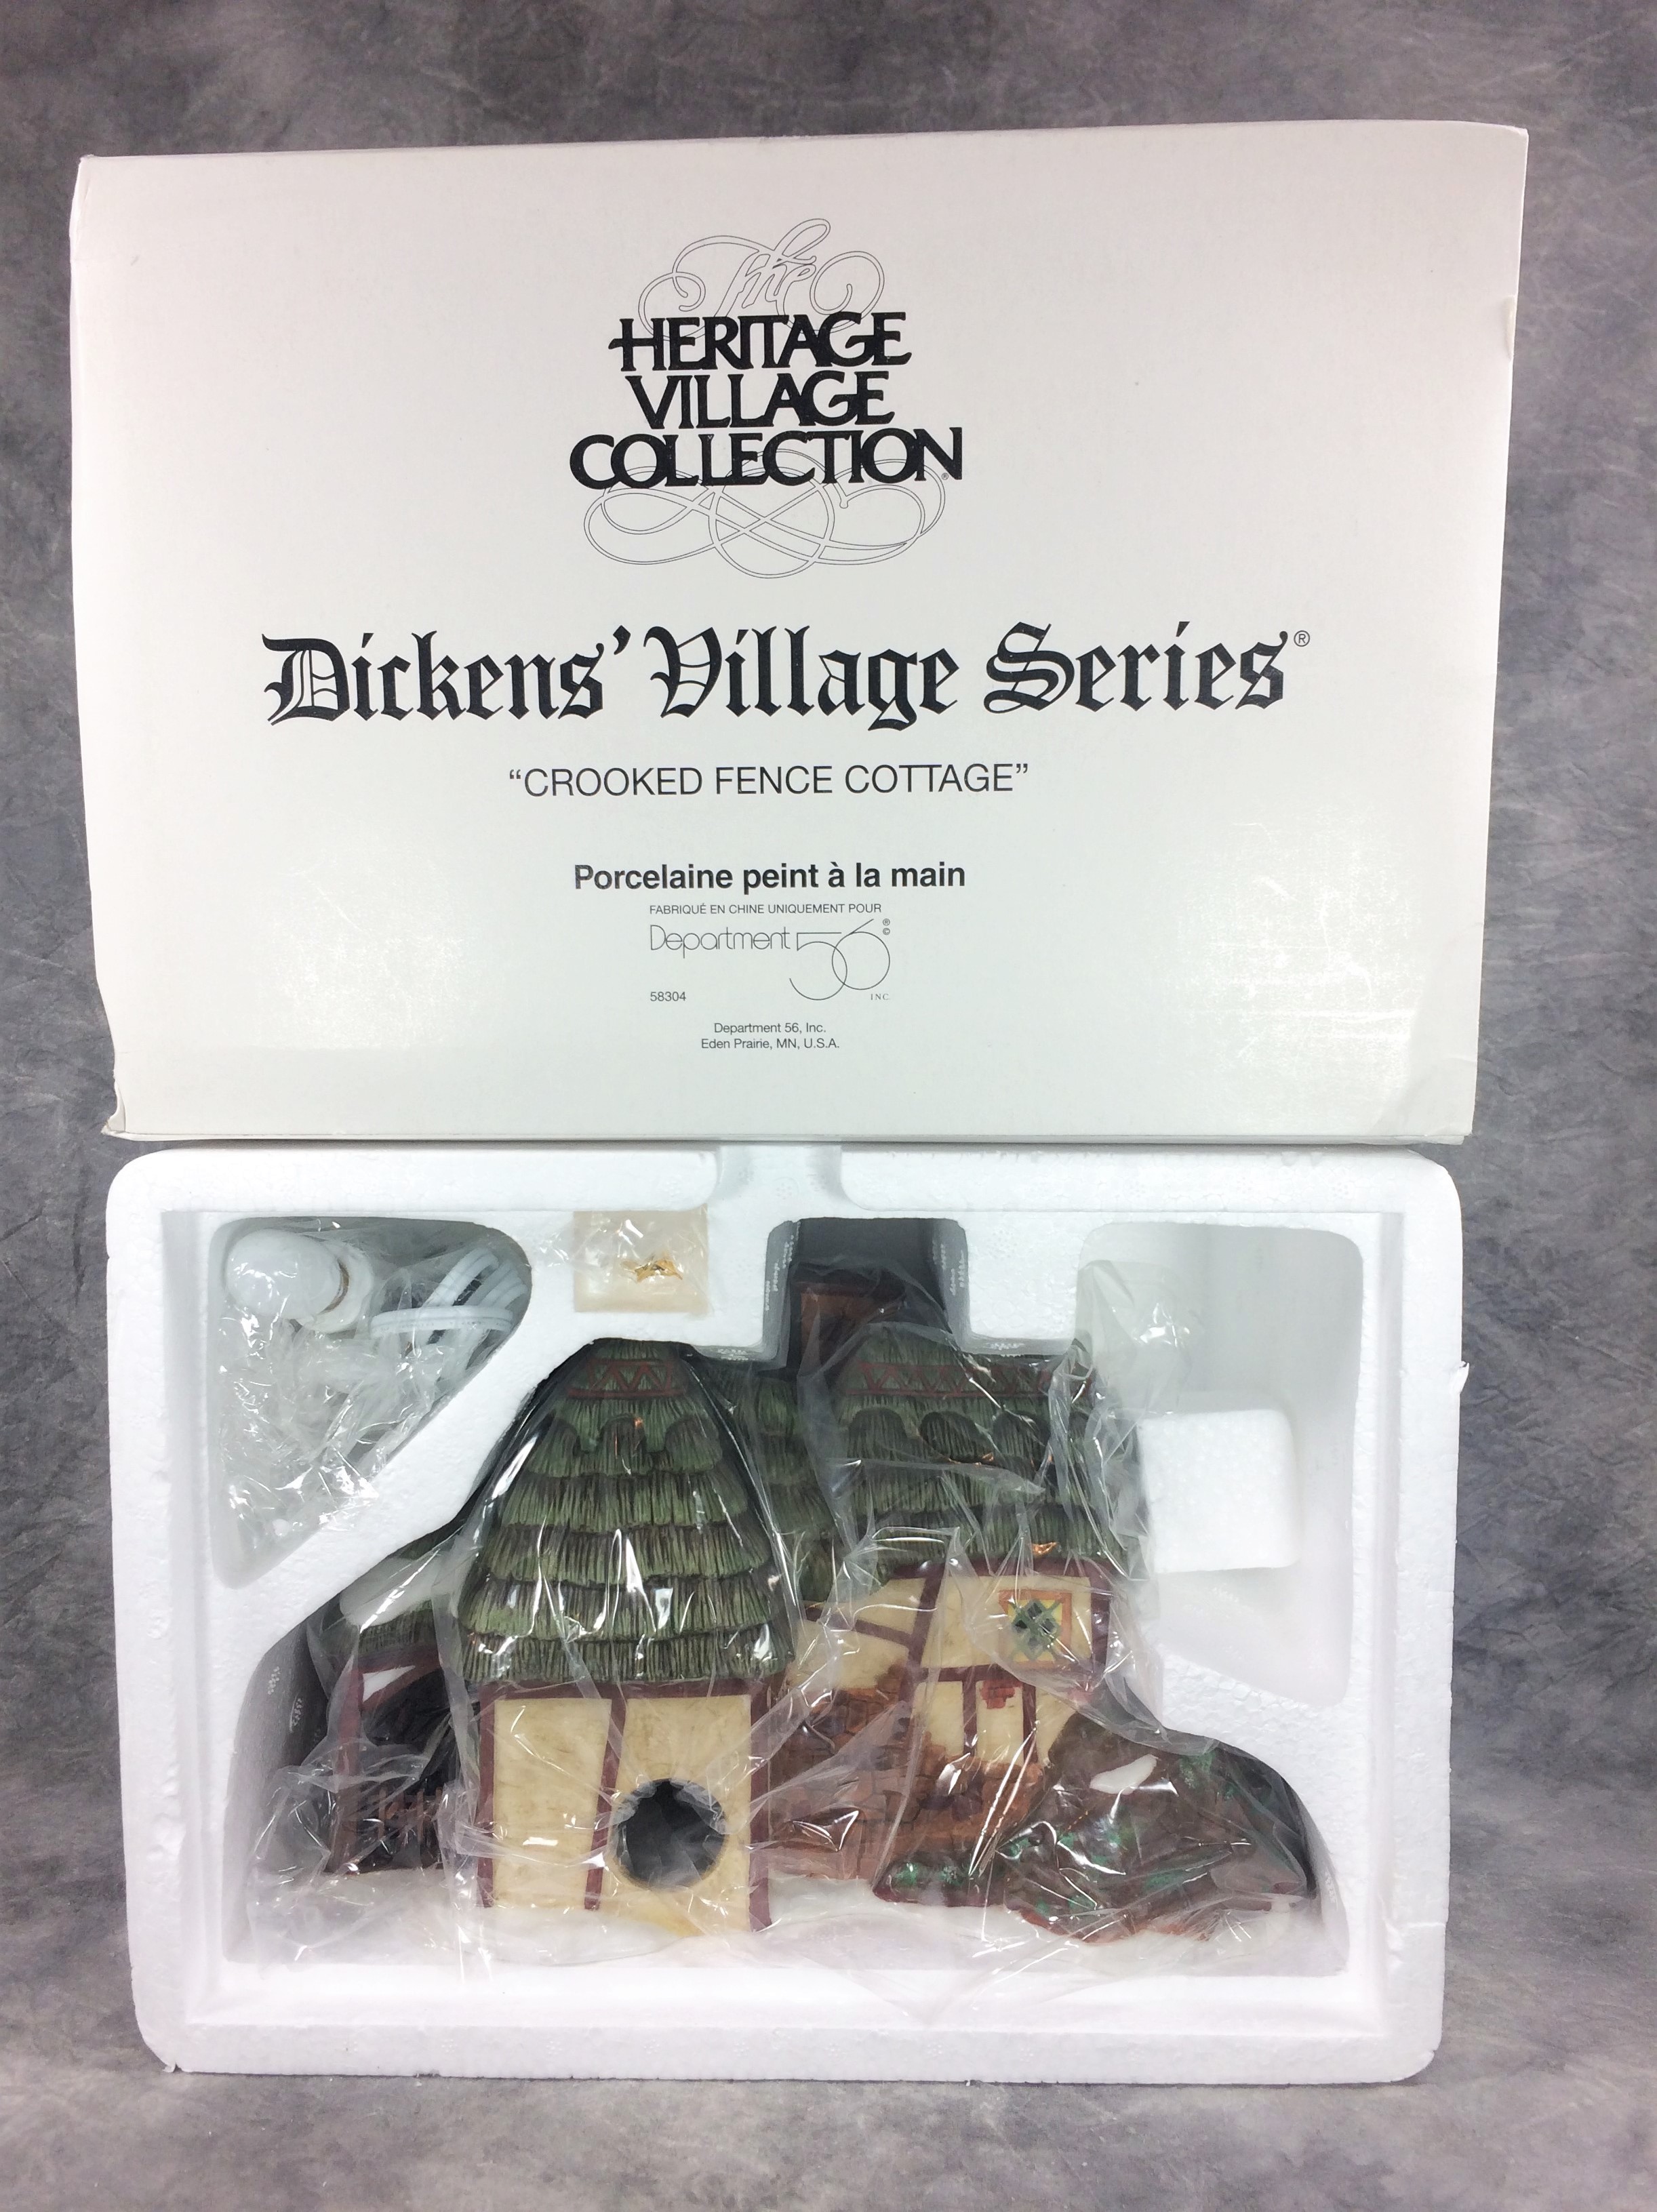 The
HERITAGE
VILLAGE
COLLECTION®
Dickens' Village Series®
“CROOKED FENCE COTTAGE”
Porcelaine peint à la main
FABRIQUÉ EN CHINE UNIQUEMENT POUR
Department 56 ® ©
58304 INC.
Department 56, Inc.
Eden Prairie, MN, U.S.A.